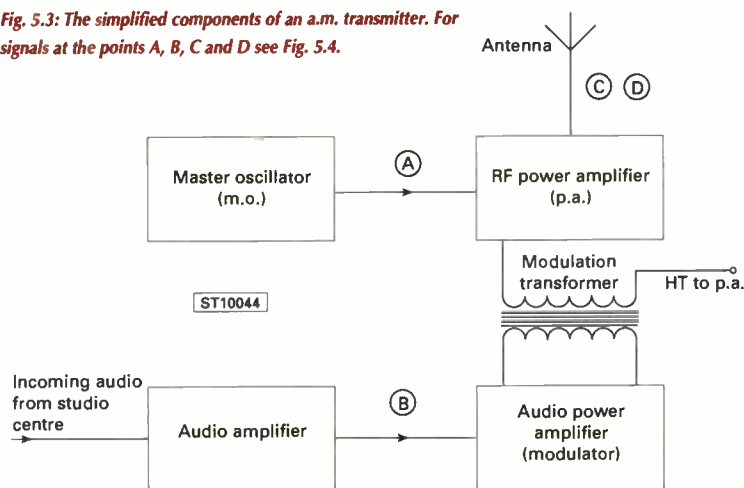 Fig. 5.3: The simplified components of an a.m. transmitter. For
signals at the points A, B, C and D see Fig. 5.4.
Antenna
C D
A
Master oscillator
(m.o.)
RF power amplifier
(p.a.)
Modulation
transformer
HT to p.a.
ST10044
Incoming audio
from studio
centre
B
Audio amplifier
Audio power
amplifier
(modulator)